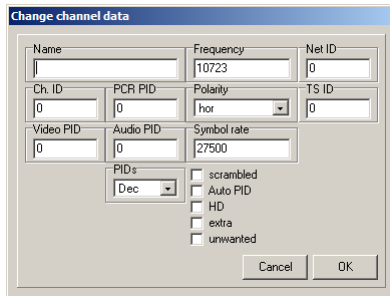 Change channel data
Name Frequency Net ID
10723 0
Ch. ID PCR PID Polarity TS ID
0 0 hor 0
Video PID Audio PID Symbol rate
0 0 27500
PIDs
Dec
scrambled
Auto PID
HD
extra
unwanted
Cancel OK